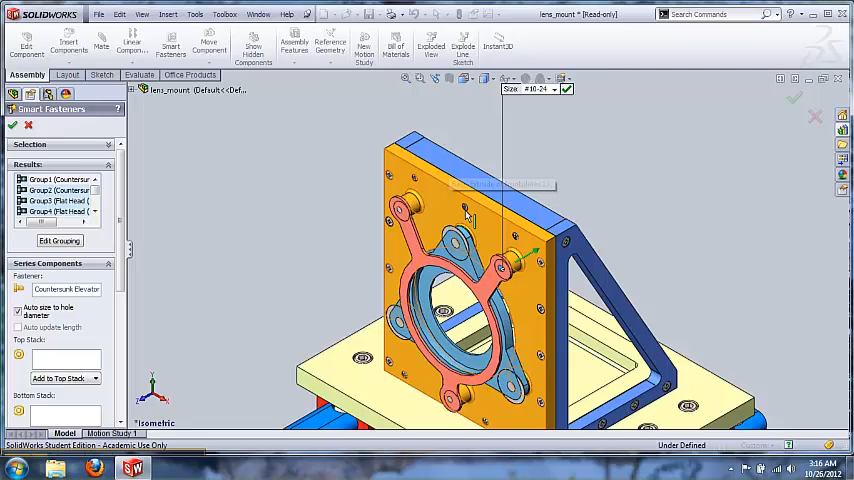 SOLIDWORKS File Edit View Insert Tools Toolbox Window Help lens_mount * [Read-only] Search Commands
Edit Component
Insert Components
Mate
Linear Compon...
Smart Fasteners
Move Component
Show Hidden Components
Assembly Features
Reference Geometry
New Motion Study
Bill of Materials
Exploded View
Explode Line Sketch
Instant3D
Assembly Layout Sketch Evaluate Office Products
lens_mount (Default<<Def...
Size: #10-24
Smart Fasteners ?
Selection
Results:
Group1 (Countersur
Group2 (Countersur
Group3 (Flat Head (
Group4 (Flat Head (
Edit Grouping
Series Components
Fastener:
Countersunk Elevator
Auto size to hole diameter
Auto update length
Top Stack:
Add to Top Stack
Bottom Stack:
Y
X
Z
*Isometric
Model Motion Study 1
SolidWorks Student Edition - Academic Use Only Under Defined Custom
3:16 AM
10/26/2012